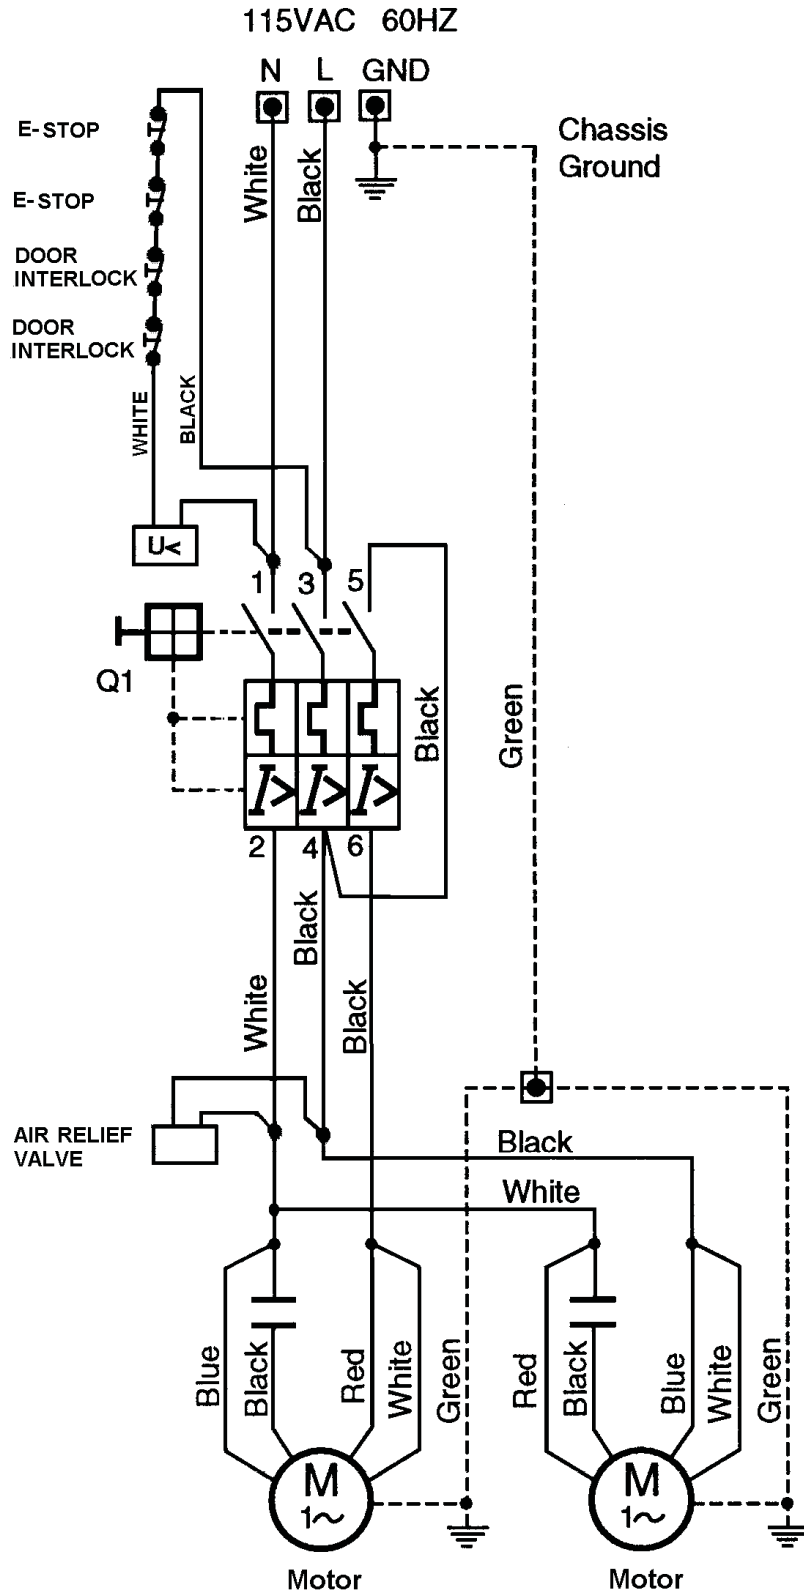 115VAC 60HZ
N L GND
E-STOP
Chassis
Ground
White
Black
E-STOP
DOOR
INTERLOCK
DOOR
INTERLOCK
WHITE
BLACK
U<
1 3 5
Q1
Black
Green
I> I> I>
2 4 6
Black
White
Black
AIR RELIEF
VALVE
Black
White
Blue
Black
Red
White
Green
Red
Black
Blue
White
Green
M
1~
M
1~
Motor
Motor